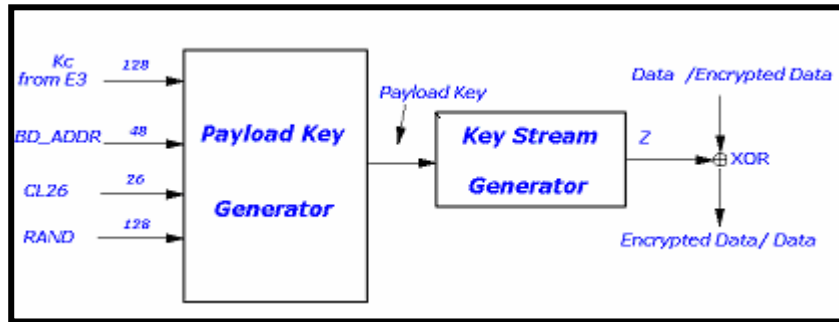 Kc
from E3
128
BD_ADDR
48
CL26
26
RAND
128
Payload Key
Generator
Payload Key
Key Stream
Generator
Z
Data /Encrypted Data
XOR
Encrypted Data/ Data